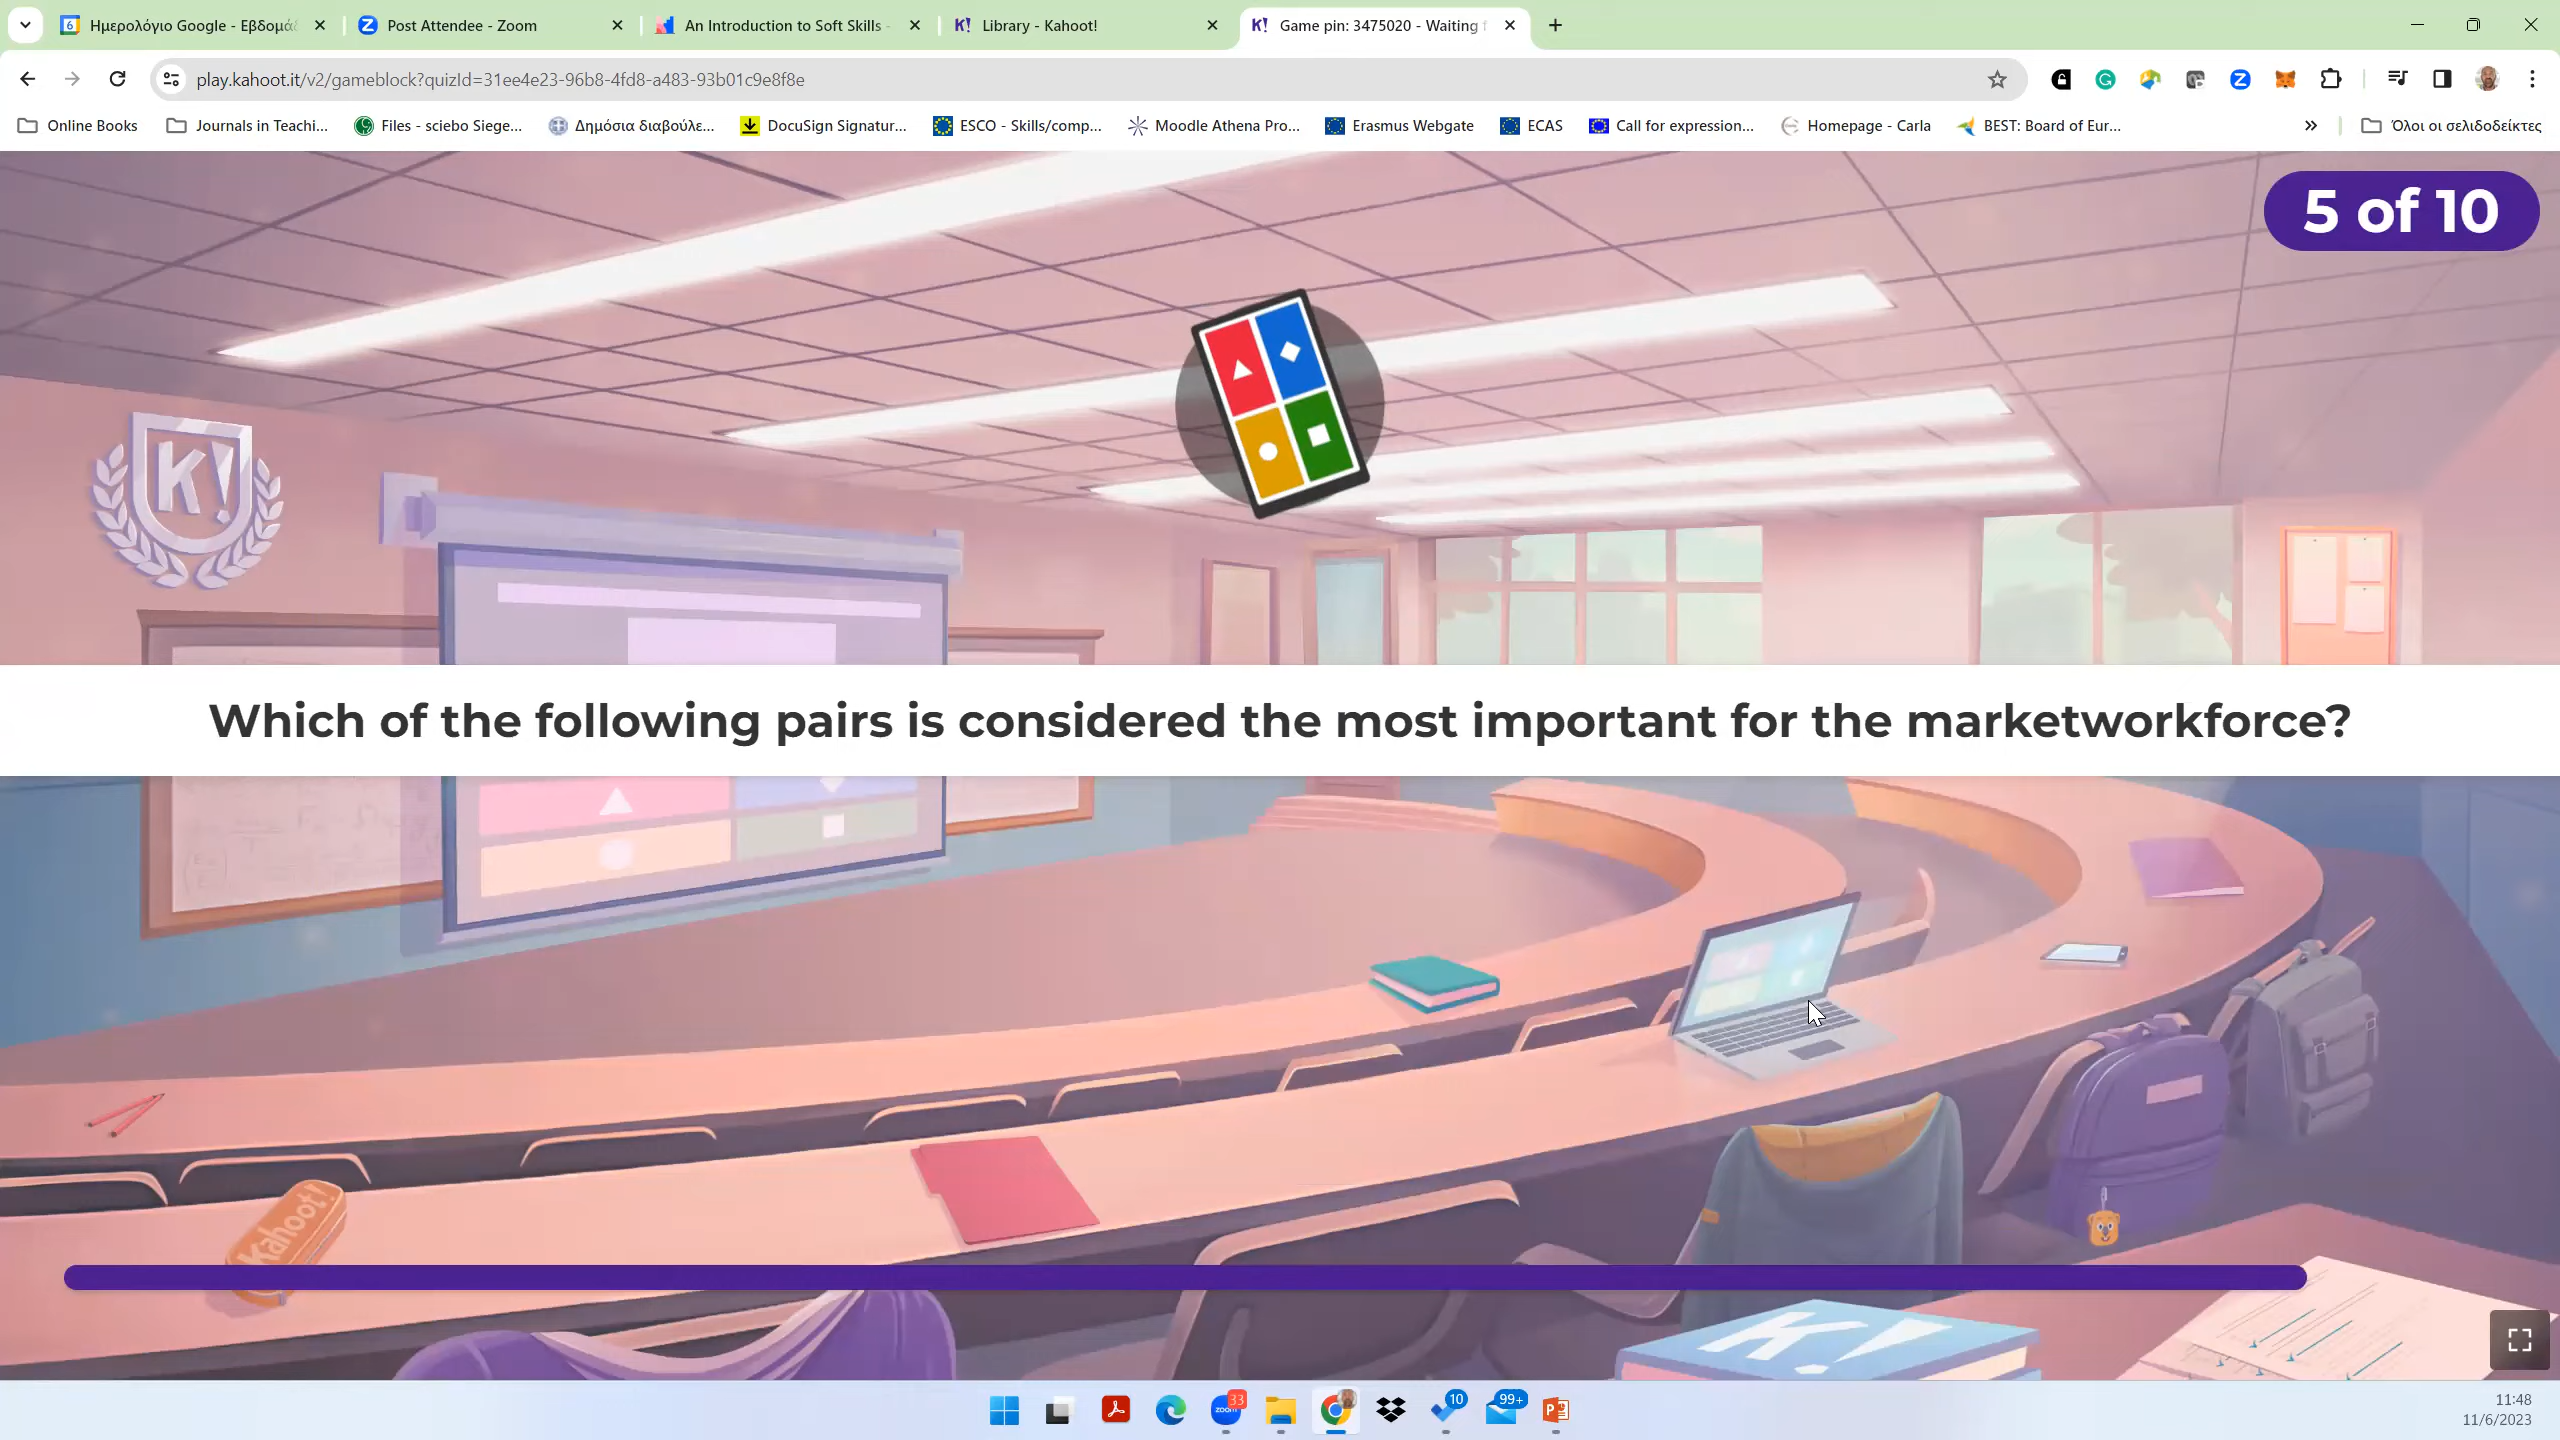 6 Ημερολόγιο Google - Εβδομάδ
Post Attendee - Zoom
An Introduction to Soft Skills -
K! Library - Kahoot!
K! Game pin: 3475020 - Waiting f
play.kahoot.it/v2/gameblock?quizId=31ee4e23-96b8-4fd8-a483-93b01c9e8f8e
Online Books
Journals in Teachi...
Files - sciebo Siege...
Δημόσια διαβούλε...
DocuSign Signatur...
ESCO - Skills/comp...
Moodle Athena Pro...
Erasmus Webgate
ECAS
Call for expression...
Homepage - Carla
BEST: Board of Eur...
Όλοι οι σελιδοδείκτες
5 of 10
K!
Which of the following pairs is considered the most important for the marketworkforce?
Kahoot!
K!
zoom 33
10
99+
11:48
11/6/2023